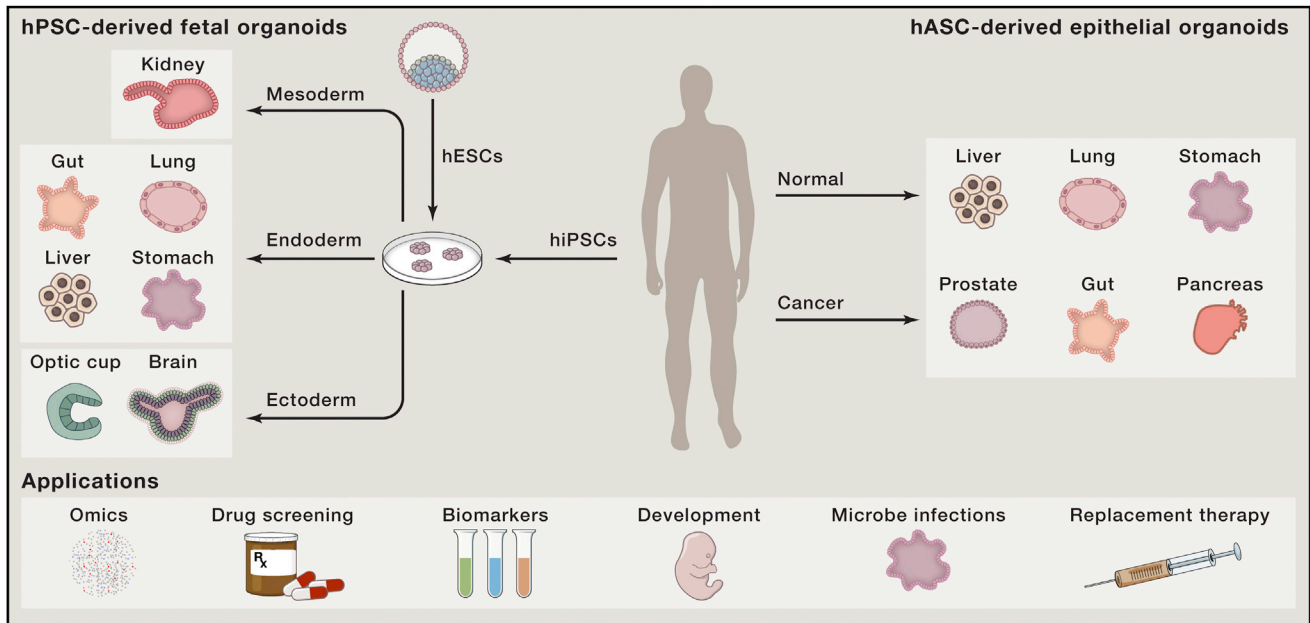 hPSC-derived fetal organoids
hASC-derived epithelial organoids
Kidney
Mesoderm
hESCs
Gut
Lung
Endoderm
Liver
Stomach
Optic cup
Brain
Ectoderm
hiPSCs
Normal
Cancer
Liver
Lung
Stomach
Prostate
Gut
Pancreas
Applications
Omics
Drug screening
Rx
Biomarkers
Development
Microbe infections
Replacement therapy